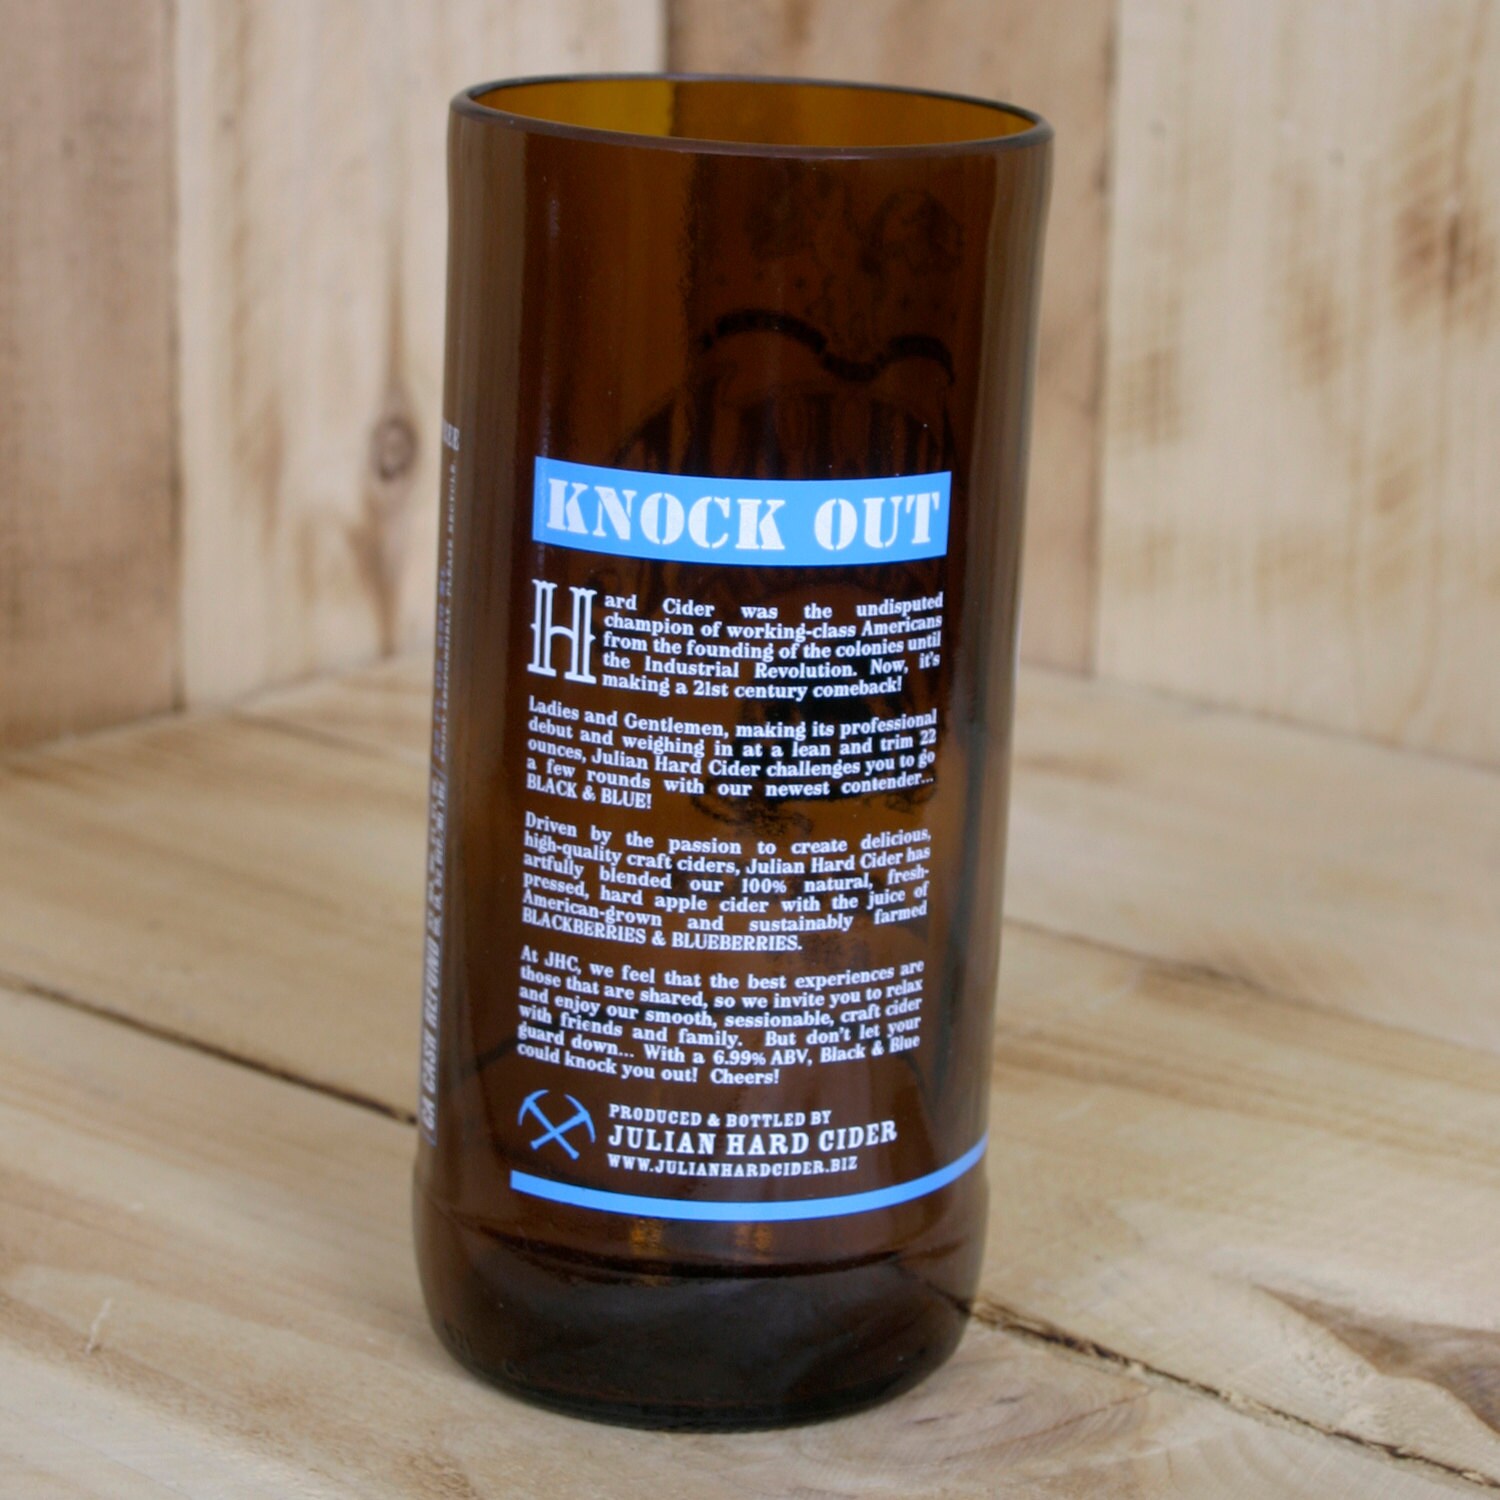 KNOCK OUT
Hard Cider was the undisputed
champion of working-class Americans
from the founding of the colonies until
the Industrial Revolution. Now, it's
making a 21st century comeback!
Ladies and Gentlemen, making its professional
debut and weighing in at a lean and trim 22
ounces, Julian Hard Cider challenges you to go
a few rounds with our newest contender...
BLACK & BLUE!
Driven by the passion to create delicious,
high-quality craft ciders, Julian Hard Cider has
artfully blended our 100% natural, fresh-
pressed, hard apple cider with the juice of
American-grown and sustainably farmed
BLACKBERRIES & BLUEBERRIES.
At JHC, we feel that the best experiences are
those that are shared, so we invite you to relax
and enjoy our smooth, sessionable, craft cider
with friends and family. But don't let your
guard down... With a 6.99% ABV, Black & Blue
could knock you out! Cheers!
PRODUCED & BOTTLED BY
JULIAN HARD CIDER
WWW.JULIANHARDCIDER.BIZ
CA CASH REFUND
PLEASE RECYCLE